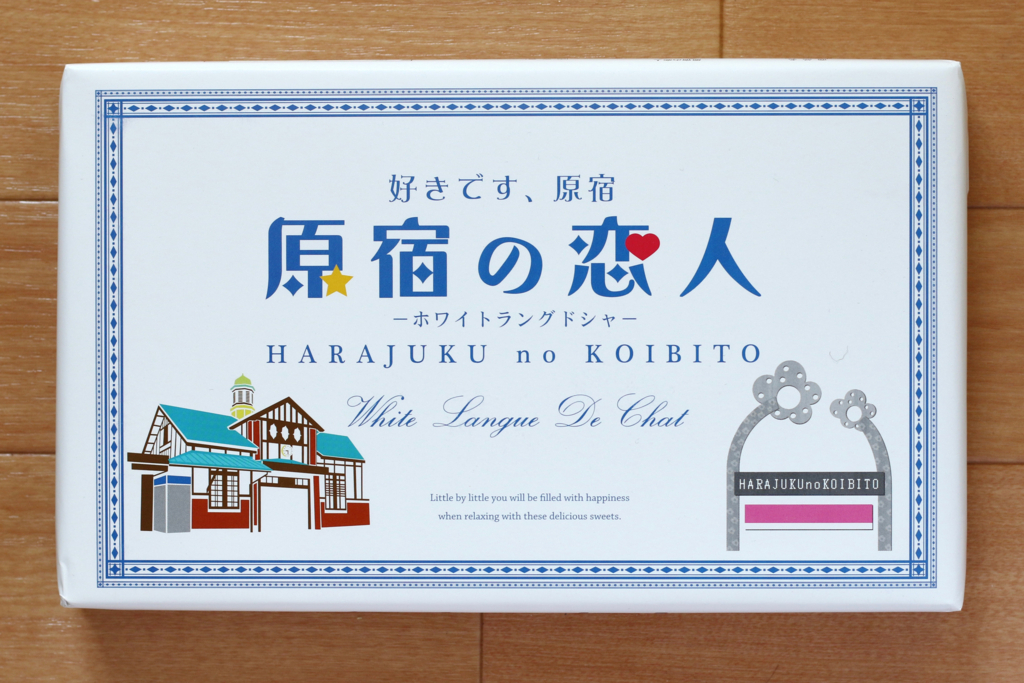 好きです、原宿
原宿の恋人
－ホワイトラングドシャ－
HARAJUKU no KOIBITO
White Langue De Chat
Little by little you will be filled with happiness
when relaxing with these delicious sweets.
HARAJUKUnoKOIBITO